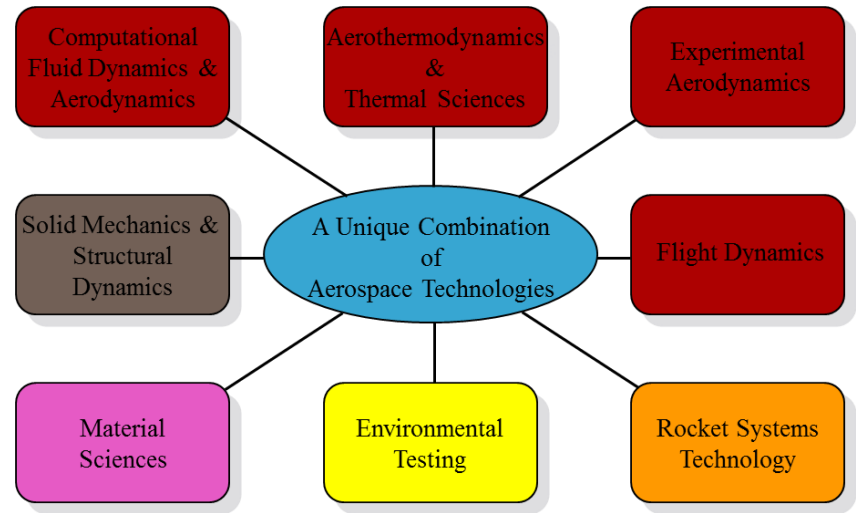 Computational
Fluid Dynamics &
Aerodynamics
Aerothermodynamics
&
Thermal Sciences
Experimental
Aerodynamics
Solid Mechanics &
Structural
Dynamics
A Unique Combination
of
Aerospace Technologies
Flight Dynamics
Material
Sciences
Environmental
Testing
Rocket Systems
Technology